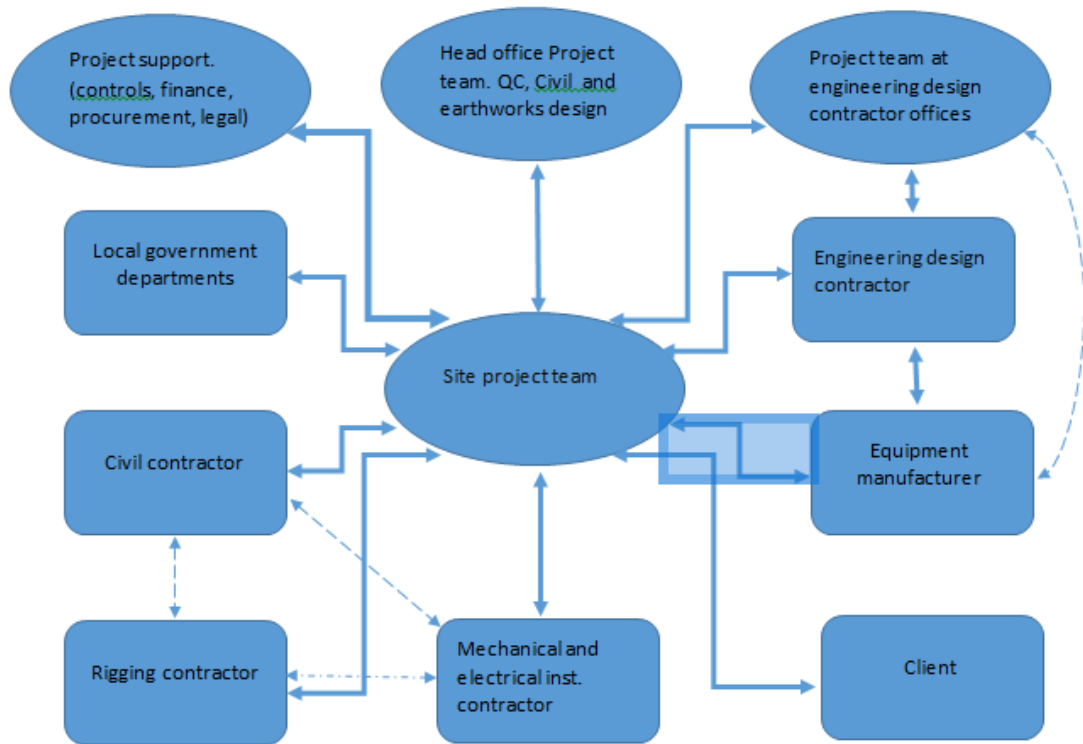 Project support.
(controls, finance,
procurement, legal)
Head office Project
team. QC, Civil and
earthworks design
Project team at
engineering design
contractor offices
Local government
departments
Engineering design
contractor
Site project team
Civil contractor
Equipment
manufacturer
Rigging contractor
Mechanical and
electrical inst.
contractor
Client